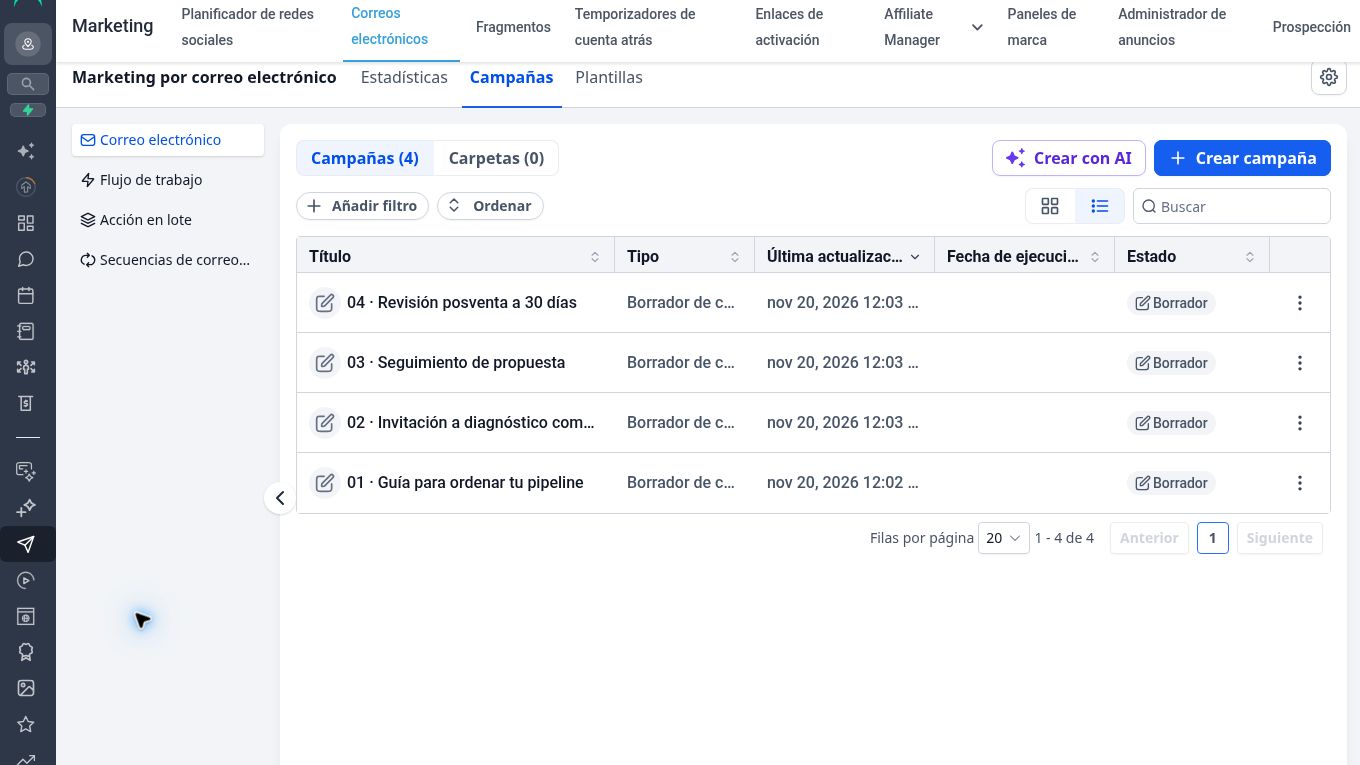 Marketing
Planificador de redes
sociales
Correos
electrónicos
Fragmentos
Temporizadores de
cuenta atrás
Enlaces de
activación
Affiliate
Manager
Paneles de
marca
Administrador de
anuncios
Prospección
Marketing por correo electrónico
Estadísticas
Campañas
Plantillas
Correo electrónico
Flujo de trabajo
Acción en lote
Secuencias de correo...
Campañas (4)
Carpetas (0)
Crear con AI
Crear campaña
Añadir filtro
Ordenar
Buscar
Título
Tipo
Última actualizac...
Fecha de ejecuci...
Estado
04 · Revisión posventa a 30 días
Borrador de c...
nov 20, 2026 12:03 ...
Borrador
03 · Seguimiento de propuesta
Borrador de c...
nov 20, 2026 12:03 ...
Borrador
02 · Invitación a diagnóstico com...
Borrador de c...
nov 20, 2026 12:03 ...
Borrador
01 · Guía para ordenar tu pipeline
Borrador de c...
nov 20, 2026 12:02 ...
Borrador
Filas por página
20
1 - 4 de 4
Anterior
1
Siguiente